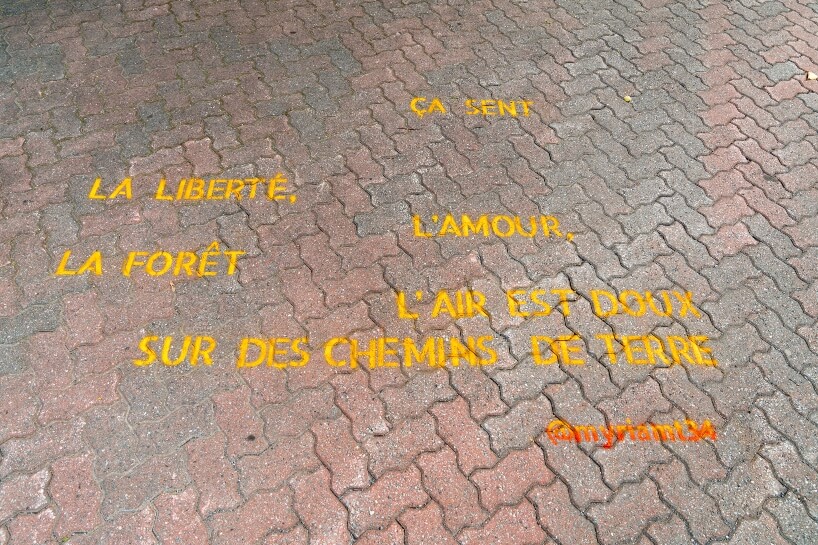 ÇA SENT
LA LIBERTÉ,
L'AMOUR,
LA FORÊT
L'AIR EST DOUX
SUR DES CHEMINS DE TERRE
@myriamt34